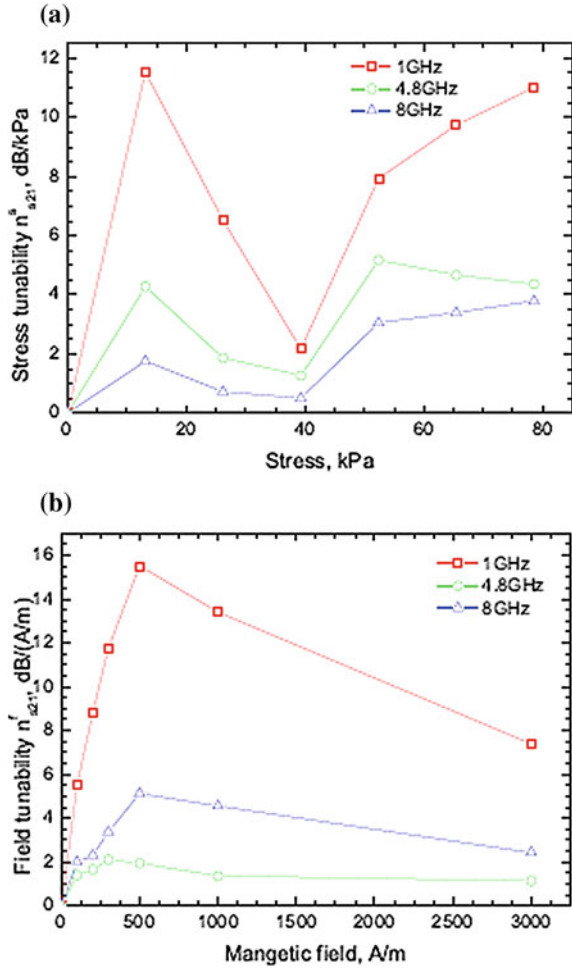 (a)
12
10
8
6
4
2
0
Stress tunability n^s_s21, dB/kPa
1GHz
4.8GHz
8GHz
0 20 40 60 80
Stress, kPa
(b)
16
14
12
10
8
6
4
2
0
Field tunability n^f_s21, dB/(A/m)
1GHz
4.8GHz
8GHz
0 500 1000 1500 2000 2500 3000
Mangetic field, A/m